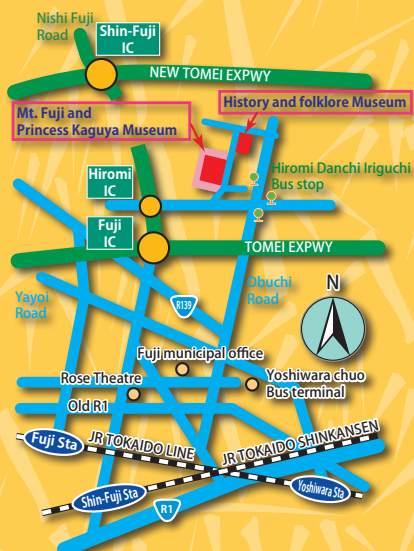 Nishi Fuji
Road
Shin-Fuji
IC
NEW TOMEI EXPWY
Mt. Fuji and
Princess Kaguya Museum
History and folklore Museum
Hiromi
IC
Hiromi Danchi Iriguchi
Bus stop
Fuji
IC
TOMEI EXPWY
Yayoi
Road
R139
Obuchi
Road
N
Fuji municipal office
Rose Theatre
Yoshiwara chuo
Bus terminal
Old R1
Fuji Sta
JR TOKAIDO LINE
JR TOKAIDO SHINKANSEN
Shin-Fuji Sta
Yoshiwara Sta
R1